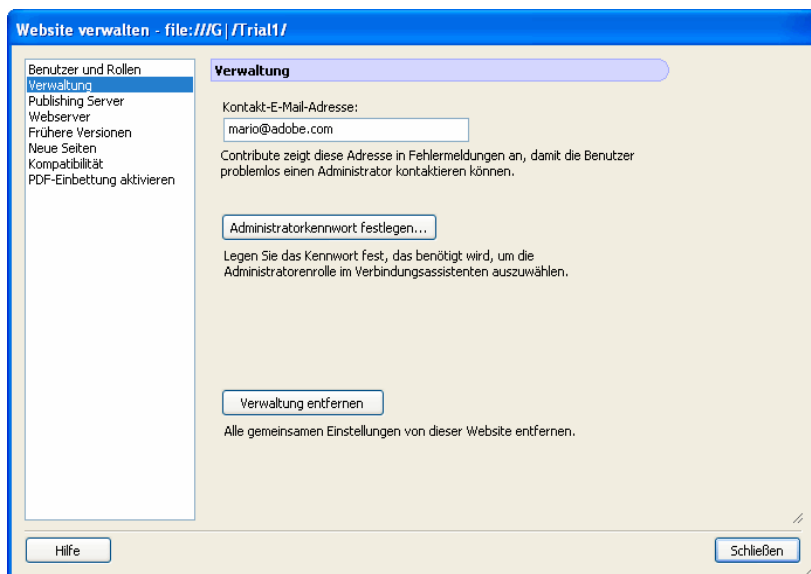 Website verwalten - file:///G|/Trial1/
Benutzer und Rollen
Verwaltung
Publishing Server
Webserver
Frühere Versionen
Neue Seiten
Kompatibilität
PDF-Einbettung aktivieren
Verwaltung
Kontakt-E-Mail-Adresse:
mario@adobe.com
Contribute zeigt diese Adresse in Fehlermeldungen an, damit die Benutzer
problemlos einen Administrator kontaktieren können.
Administratorkennwort festlegen...
Legen Sie das Kennwort fest, das benötigt wird, um die
Administratorenrolle im Verbindungsassistenten auszuwählen.
Verwaltung entfernen
Alle gemeinsamen Einstellungen von dieser Website entfernen.
Hilfe
Schließen